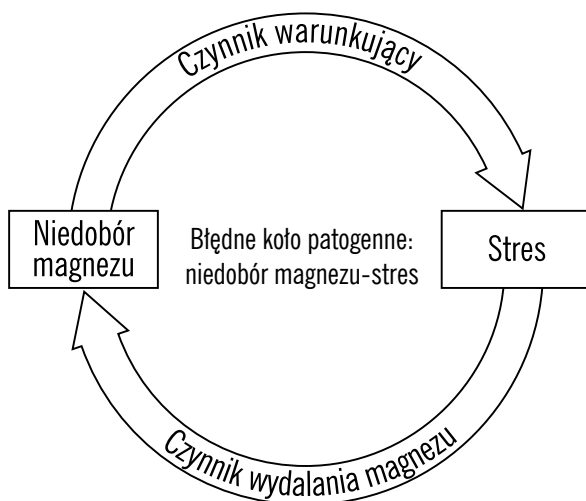 Czynnik warunkujący
Niedobór
magnezu
Błędne koło patogenne:
niedobór magnezu-stres
Stres
Czynnik wydalania magnezu